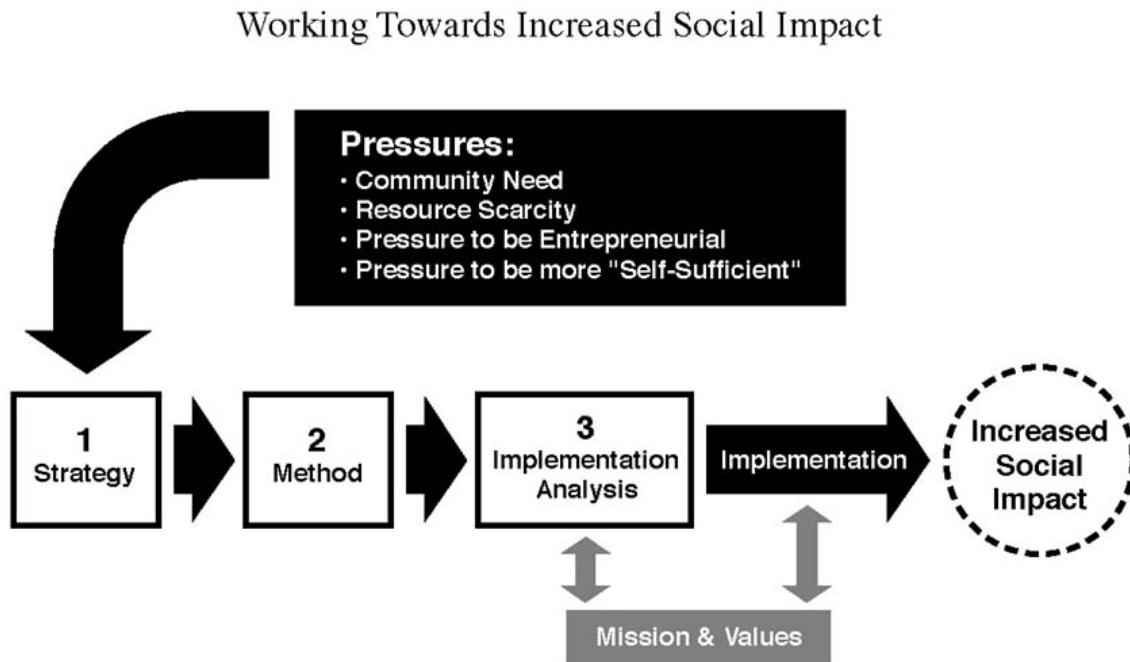 Working Towards Increased Social Impact
Pressures:
· Community Need
· Resource Scarcity
· Pressure to be Entrepreneurial
· Pressure to be more "Self-Sufficient"
1
Strategy
2
Method
3
Implementation
Analysis
Implementation
Increased
Social
Impact
Mission & Values